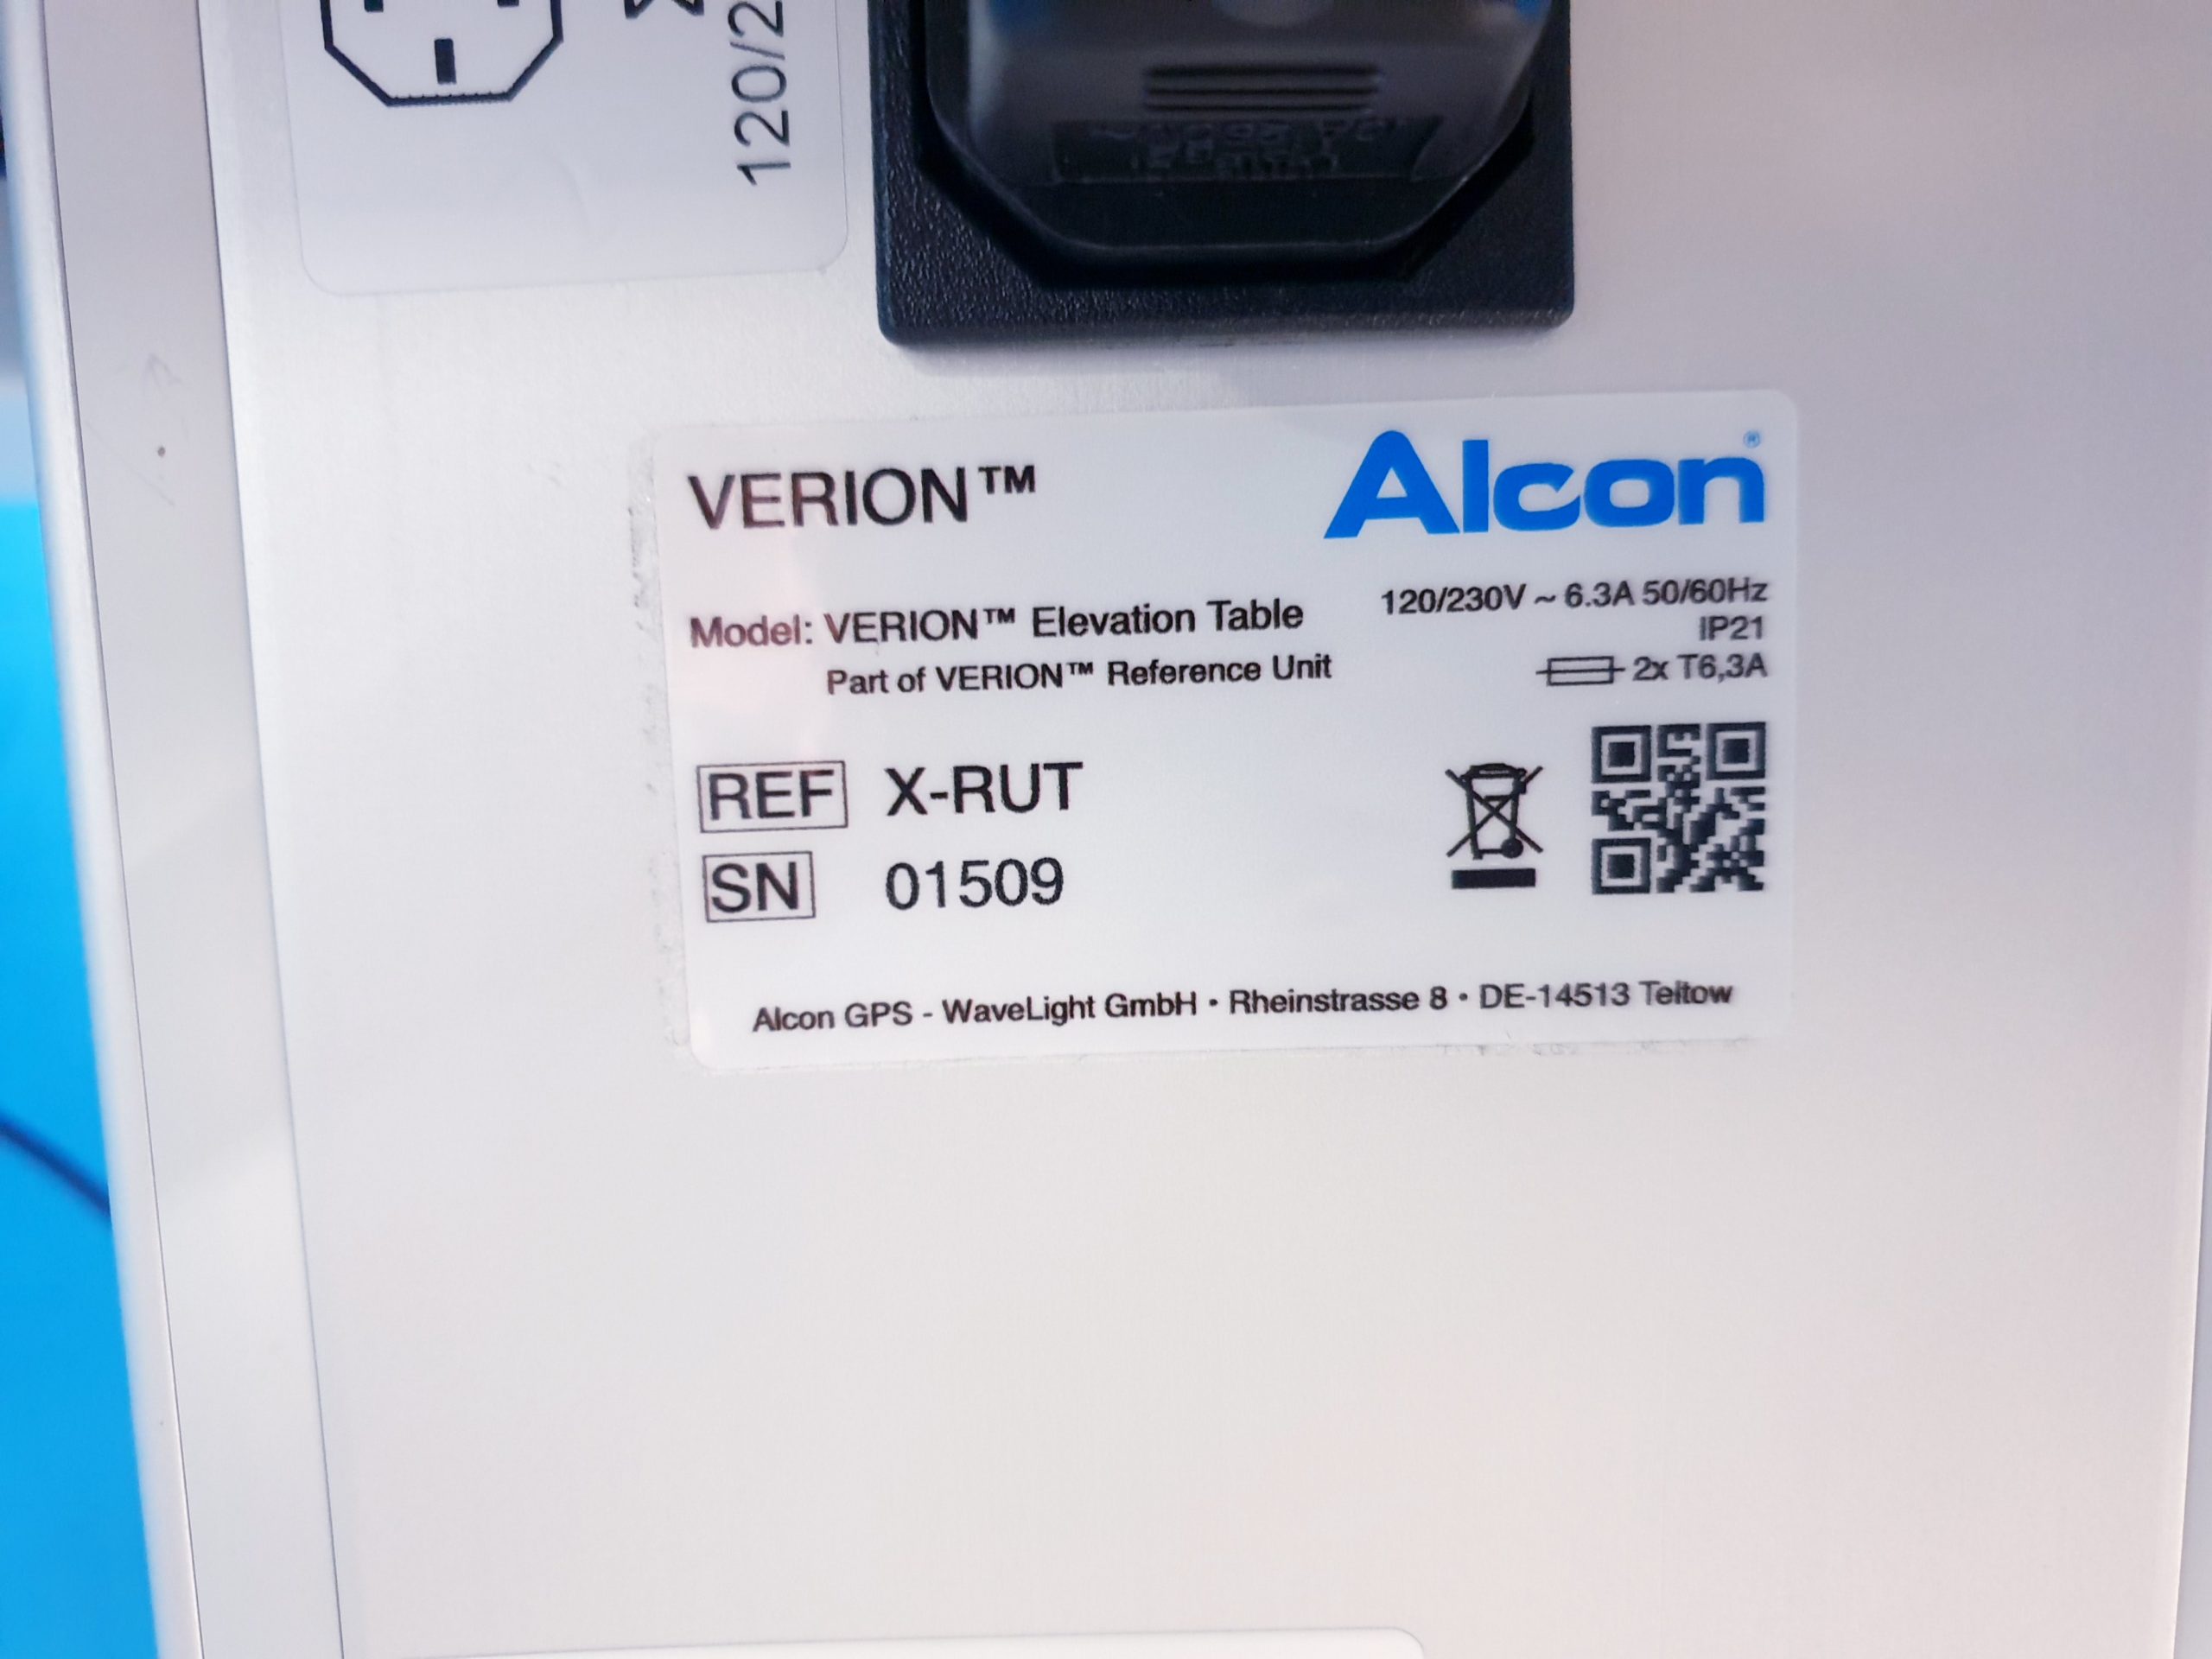 120/2
VERION™
Alcon®
Model: VERION™ Elevation Table
Part of VERION™ Reference Unit
120/230V ~ 6.3A 50/60Hz
IP21
2x T6,3A
REF X-RUT
SN 01509
Alcon GPS - WaveLight GmbH • Rheinstrasse 8 • DE-14513 Teltow